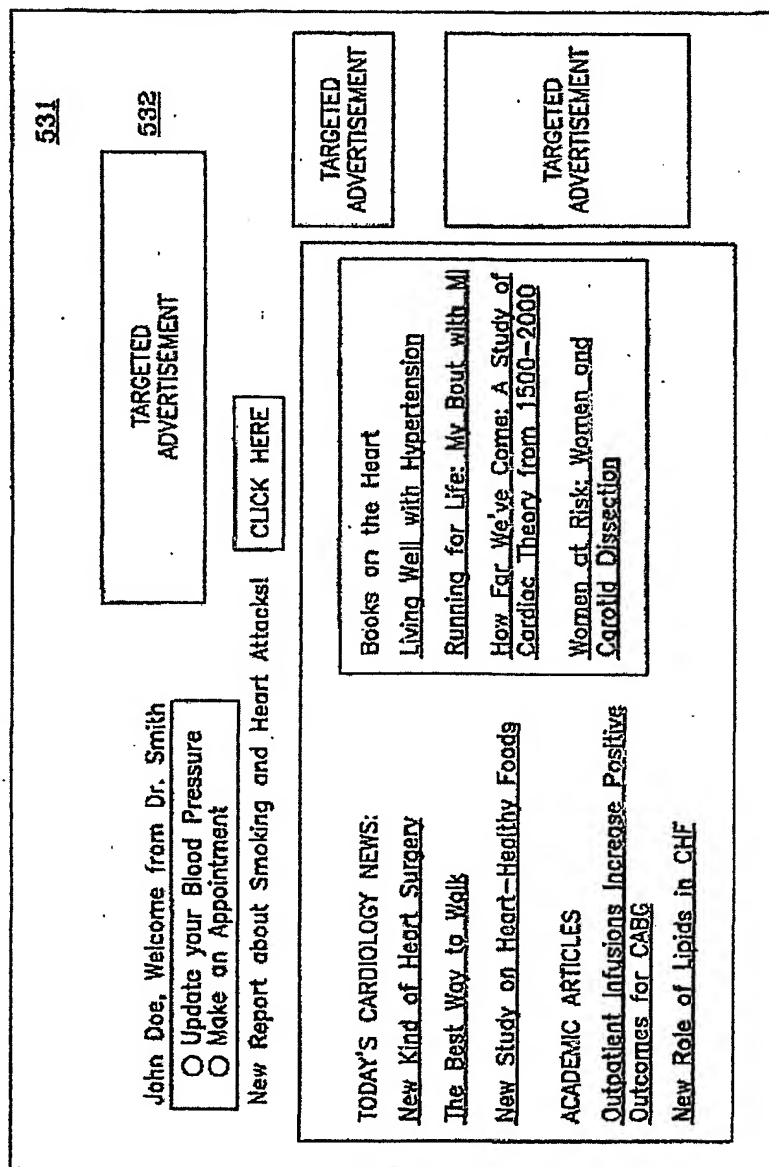 531
532
TARGETED
ADVERTISEMENT
John Doe, Welcome from Dr. Smith
O Update your Blood Pressure
O Make an Appointment
New Report about Smoking and Heart Attacks!
CLICK HERE
TARGETED
ADVERTISEMENT
TARGETED
ADVERTISEMENT
TODAY'S CARDIOLOGY NEWS:
New Kind of Heart Surgery
The Best Way to Walk
New Study on Heart-Healthy Foods
ACADEMIC ARTICLES
Outpatient Infusions Increase Positive
Outcomes for CABG
New Role of Lipids in CHF
Books on the Heart
Living Well with Hypertension
Running for Life: My Bout with MI
How Far We've Come: A Study of
Cardiac Theory from 1500-2000
Women at Risk: Women and
Carotid Dissection